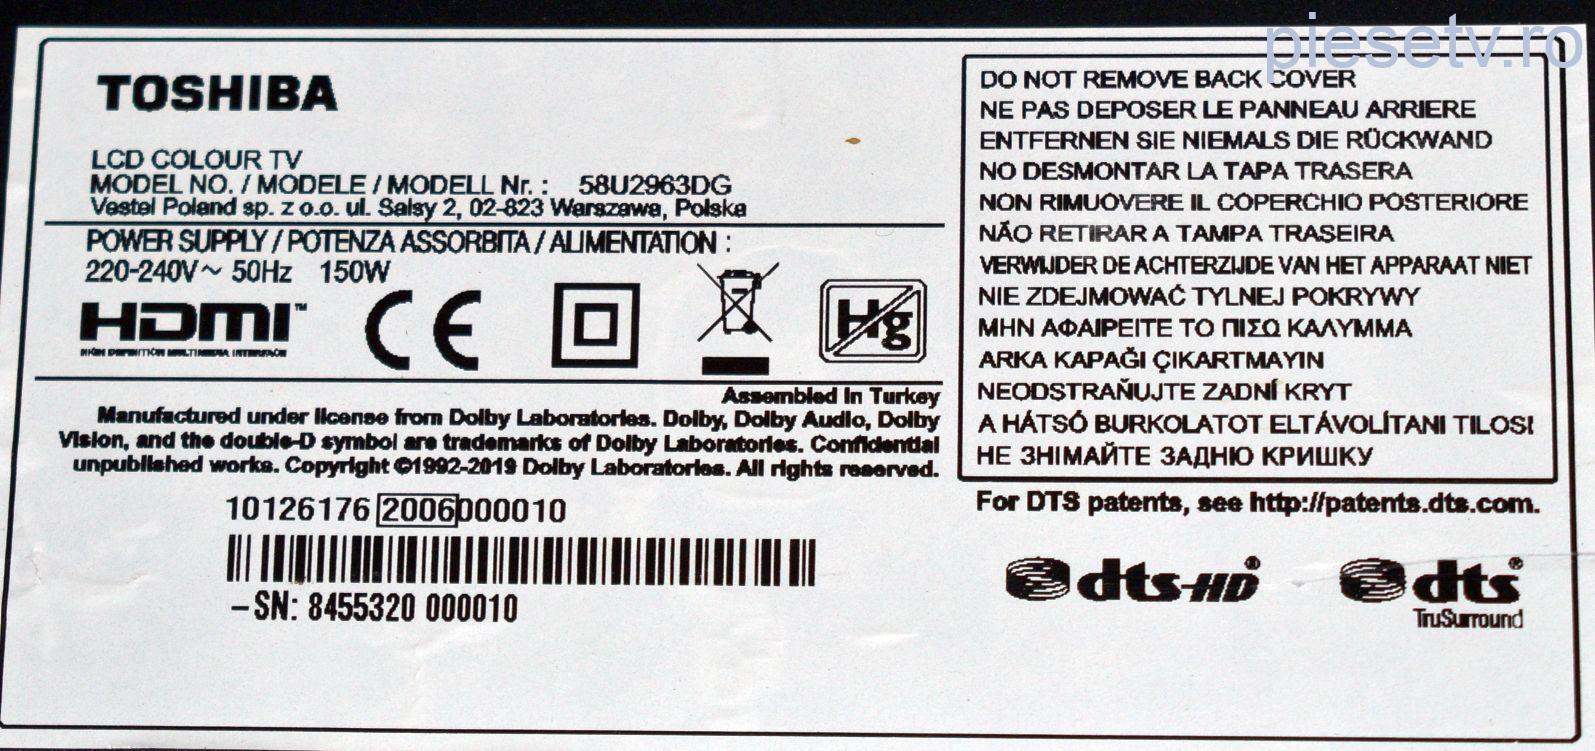 piesetv.ro
TOSHIBA
LCD COLOUR TV
MODEL NO. / MODELE / MODELL Nr. : 58U2963DG
Vestel Poland sp. z o.o. ul. Salsy 2, 02-823 Warszawa, Polska
POWER SUPPLY / POTENZA ASSORBITA / ALIMENTATION :
220-240V~ 50Hz 150W
HDMI™
HIGH DEFINITION MULTIMEDIA INTERFACE
CE
Hg
Assembled In Turkey
Manufactured under license from Dolby Laboratories. Dolby, Dolby Audio, Dolby
Vision, and the double-D symbol are trademarks of Dolby Laboratories. Confidential
unpublished works. Copyright ©1992-2019 Dolby Laboratories. All rights reserved.
10126176 2006000010
–SN: 8455320 000010
DO NOT REMOVE BACK COVER
NE PAS DEPOSER LE PANNEAU ARRIERE
ENTFERNEN SIE NIEMALS DIE RÜCKWAND
NO DESMONTAR LA TAPA TRASERA
NON RIMUOVERE IL COPERCHIO POSTERIORE
NÃO RETIRAR A TAMPA TRASEIRA
VERWIJDER DE ACHTERZIJDE VAN HET APPARAAT NIET
NIE ZDEJMOWAĆ TYLNEJ POKRYWY
ΜΗΝ ΑΦΑΙΡΕΙΤΕ ΤΟ ΠΙΣΩ ΚΑΛΥΜΜΑ
ARKA KAPAĞI ÇIKARTMAYIN
NEODSTRAŇUJTE ZADNÍ KRYT
A HÁTSÓ BURKOLATOT ELTÁVOLÍTANI TILOS!
НЕ ЗНІМАЙТЕ ЗАДНЮ КРИШКУ
For DTS patents, see http://patents.dts.com.
dts-HD®
dts®
TruSurround